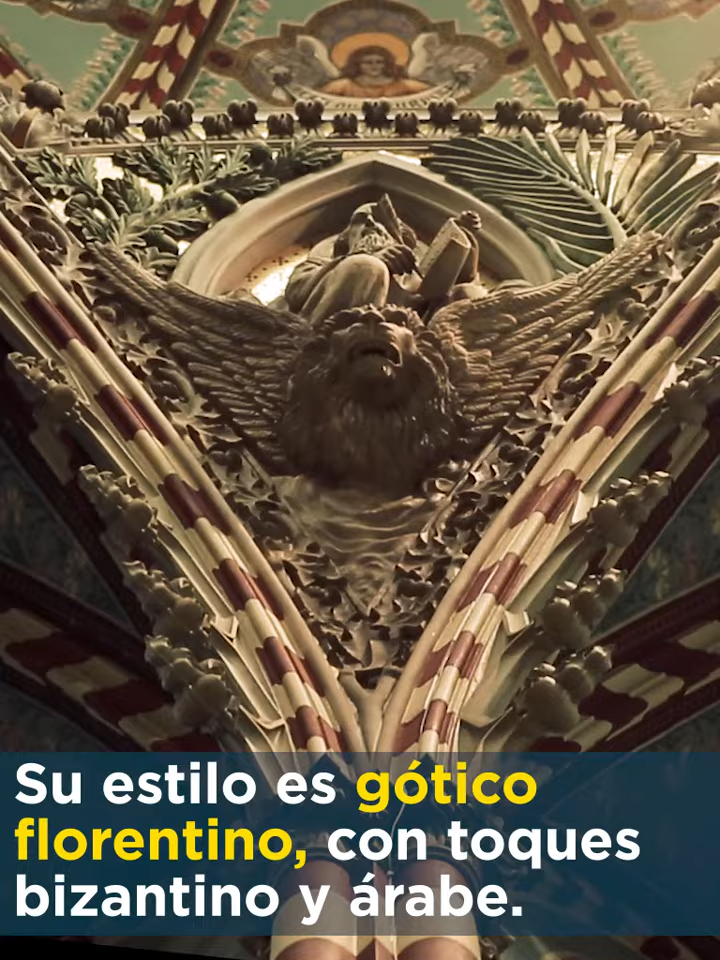 Su estilo es gótico
florentino, con toques
bizantino y árabe.